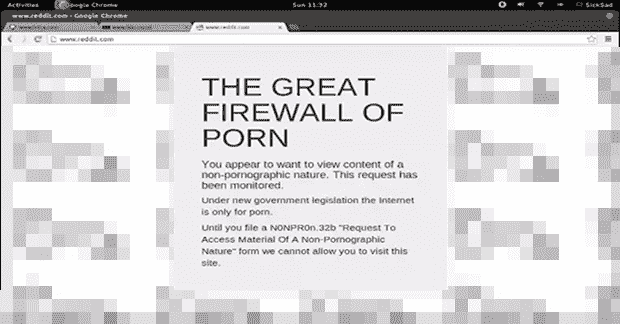 Activities Google Chrome Sun 11:32 SickSad
www.reddit.com - Google Chrome
www.reddit.com
www.reddit.com
THE GREAT
FIREWALL OF
PORN
You appear to want to view content of a
non-pornographic nature. This request has
been monitored.
Under new government legislation the Internet
is only for porn.
Until you file a N0NPR0n.32b "Request To
Access Material Of A Non-Pornographic
Nature" form we cannot allow you to visit this
site.